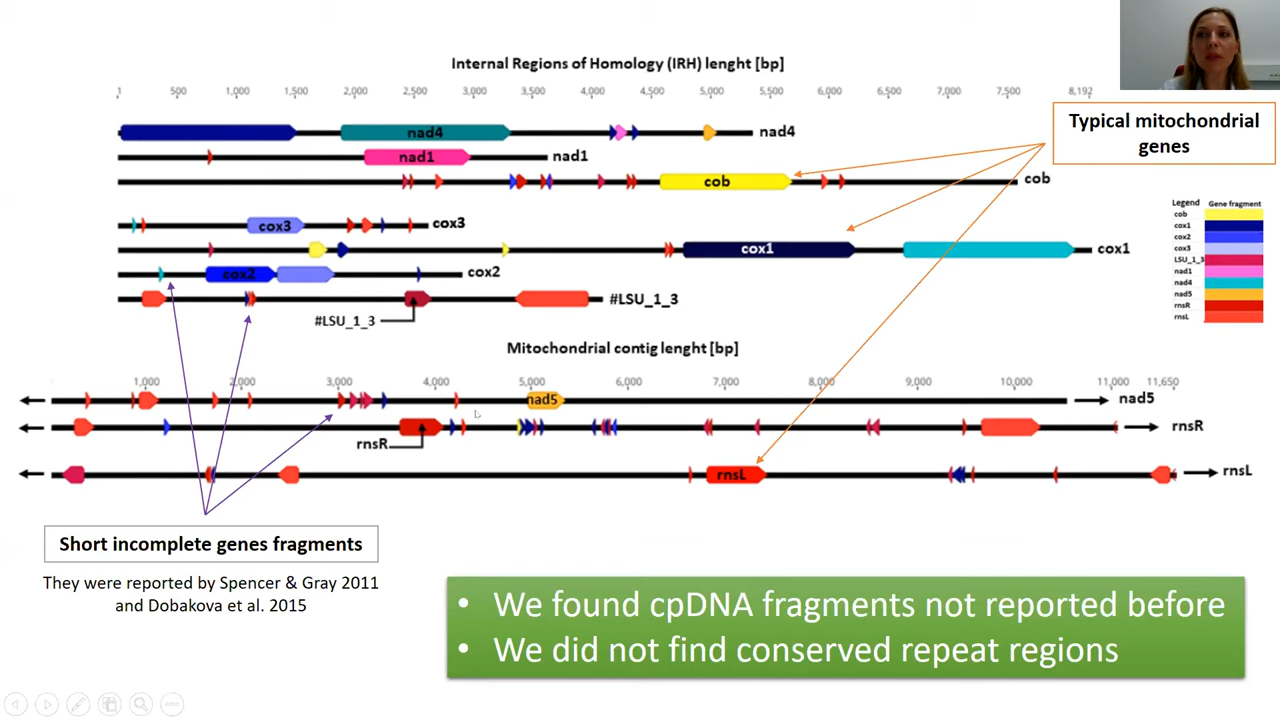 Internal Regions of Homology (IRH) lenght [bp]
1 500 1,000 1,500 2,000 2,500 3,000 3,500 4,000 4,500 5,000 5,500 6,000 6,500 7,000 7,500 8,192
nad4 nad4
nad1 nad1
cob cob
cox3 cox3
cox1 cox1
cox2 cox2
#LSU_1_3
#LSU_1_3
Typical mitochondrial
genes
Legend Gene fragment
cob
cox1
cox2
cox3
LSU_1_3
nad1
nad4
nad5
rnsR
rnsL
Mitochondrial contig lenght [bp]
1,000 2,000 3,000 4,000 5,000 6,000 7,000 8,000 9,000 10,000 11,000 11,650
nad5 nad5
rnsR
rnsR
rnsL rnsL
Short incomplete genes fragments
They were reported by Spencer & Gray 2011
and Dobakova et al. 2015
• We found cpDNA fragments not reported before
• We did not find conserved repeat regions